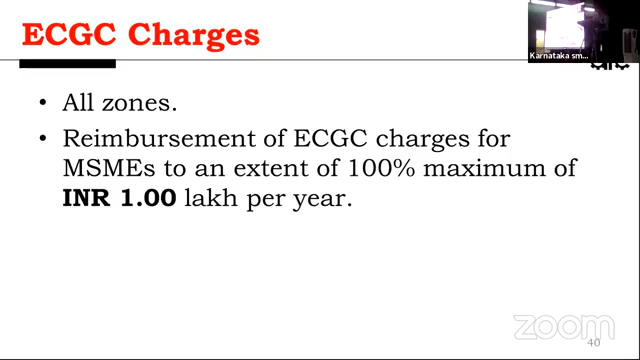 ECGC Charges
Karnataka sm...
• All zones.
• Reimbursement of ECGC charges for
MSMEs to an extent of 100% maximum of
INR 1.00 lakh per year.
zoom
40